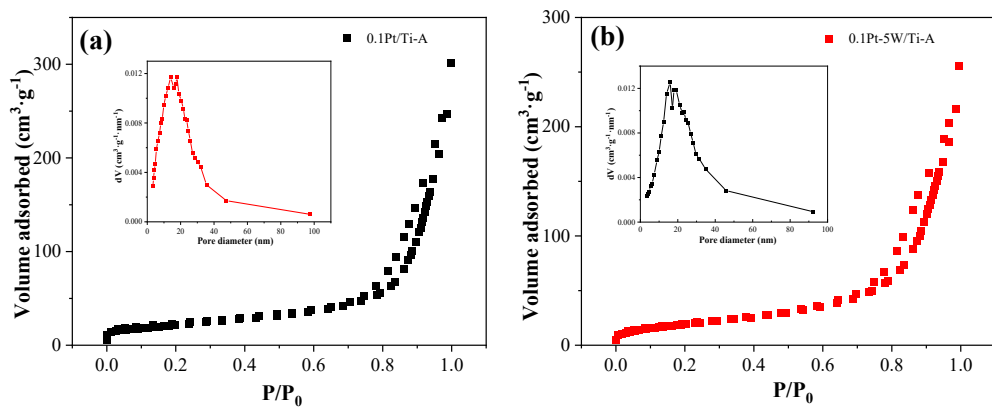 (a)
0.1Pt/Ti-A
Volume adsorbed (cm³·g⁻¹)
300
200
100
0
0.0 0.2 0.4 0.6 0.8 1.0
P/P₀
dV (cm³·g⁻¹·nm⁻¹)
0.012
0.008
0.004
0.000
0 20 40 60 80 100
Pore diameter (nm)
(b)
0.1Pt-5W/Ti-A
Volume adsorbed (cm³·g⁻¹)
300
200
100
0
0.0 0.2 0.4 0.6 0.8 1.0
P/P₀
dV (cm³·g⁻¹·nm⁻¹)
0.012
0.008
0.004
0.000
0 20 40 60 80 100
Pore diameter (nm)